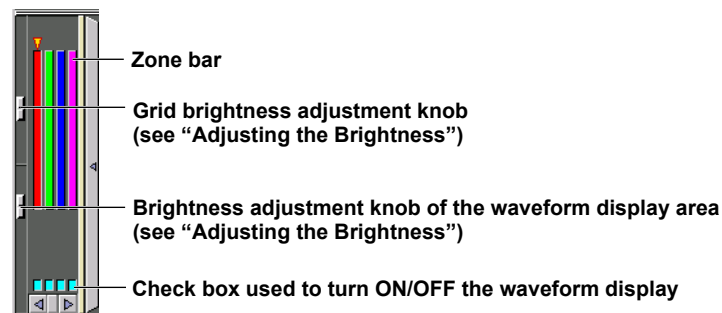 Zone bar
Grid brightness adjustment knob
(see “Adjusting the Brightness”)
Brightness adjustment knob of the waveform display area
(see “Adjusting the Brightness”)
Check box used to turn ON/OFF the waveform display